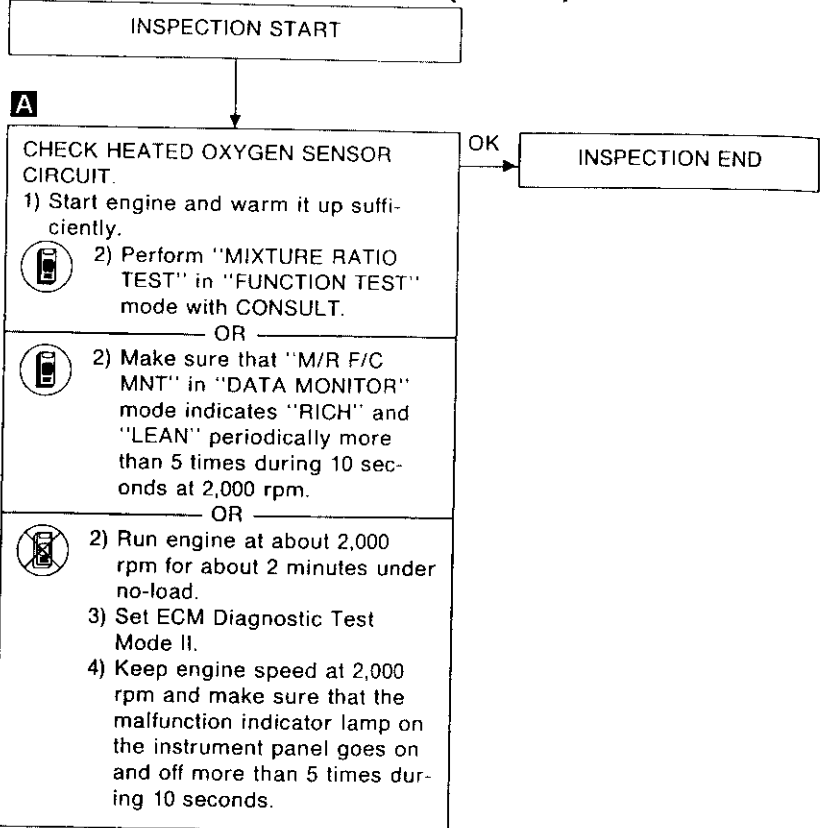 INSPECTION START
A
CHECK HEATED OXYGEN SENSOR
CIRCUIT.
1) Start engine and warm it up suffi-
ciently.
2) Perform "MIXTURE RATIO
TEST" in "FUNCTION TEST"
mode with CONSULT.
OR
2) Make sure that "M/R F/C
MNT" in "DATA MONITOR"
mode indicates "RICH" and
"LEAN" periodically more
than 5 times during 10 sec-
onds at 2,000 rpm.
OR
2) Run engine at about 2,000
rpm for about 2 minutes under
no-load.
3) Set ECM Diagnostic Test
Mode II.
4) Keep engine speed at 2,000
rpm and make sure that the
malfunction indicator lamp on
the instrument panel goes on
and off more than 5 times dur-
ing 10 seconds.
OK
INSPECTION END